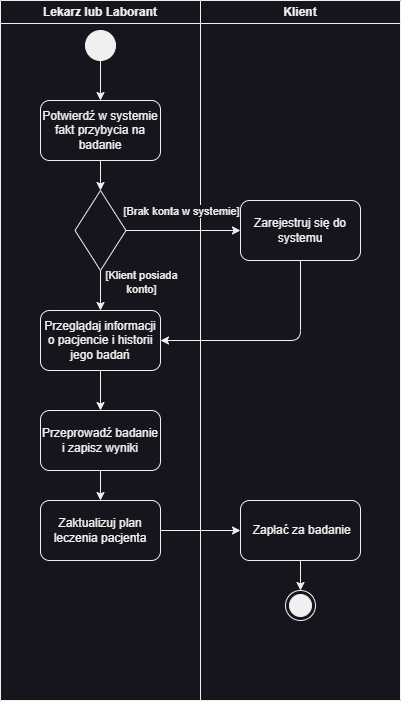 Lekarz lub Laborant
Klient
Potwierdź w systemie
fakt przybycia na
badanie
[Brak konta w systemie]
Zarejestruj się do
systemu
[Klient posiada
konto]
Przeglądaj informacji
o pacjencie i historii
jego badań
Przeprowadź badanie
i zapisz wyniki
Zaktualizuj plan
leczenia pacjenta
Zapłać za badanie